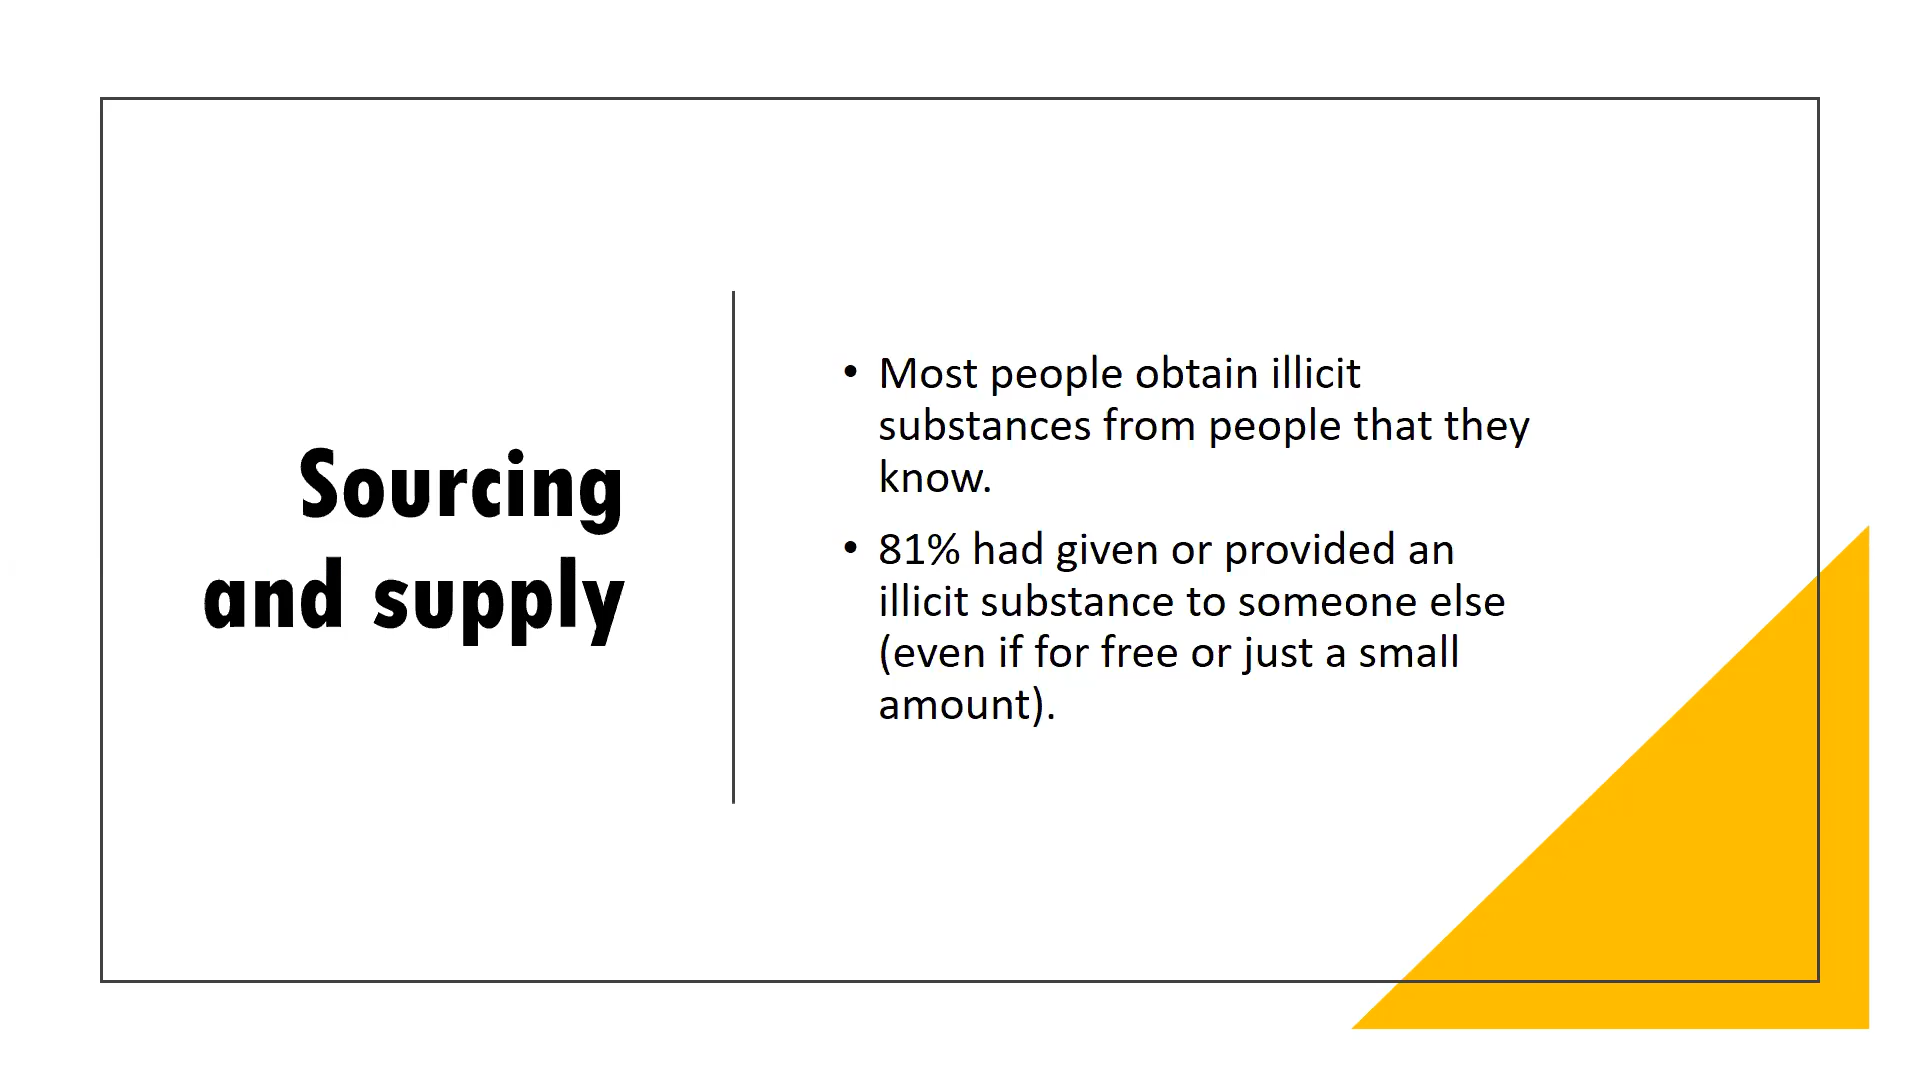 Sourcing
and supply
• Most people obtain illicit
substances from people that they
know.
• 81% had given or provided an
illicit substance to someone else
(even if for free or just a small
amount).